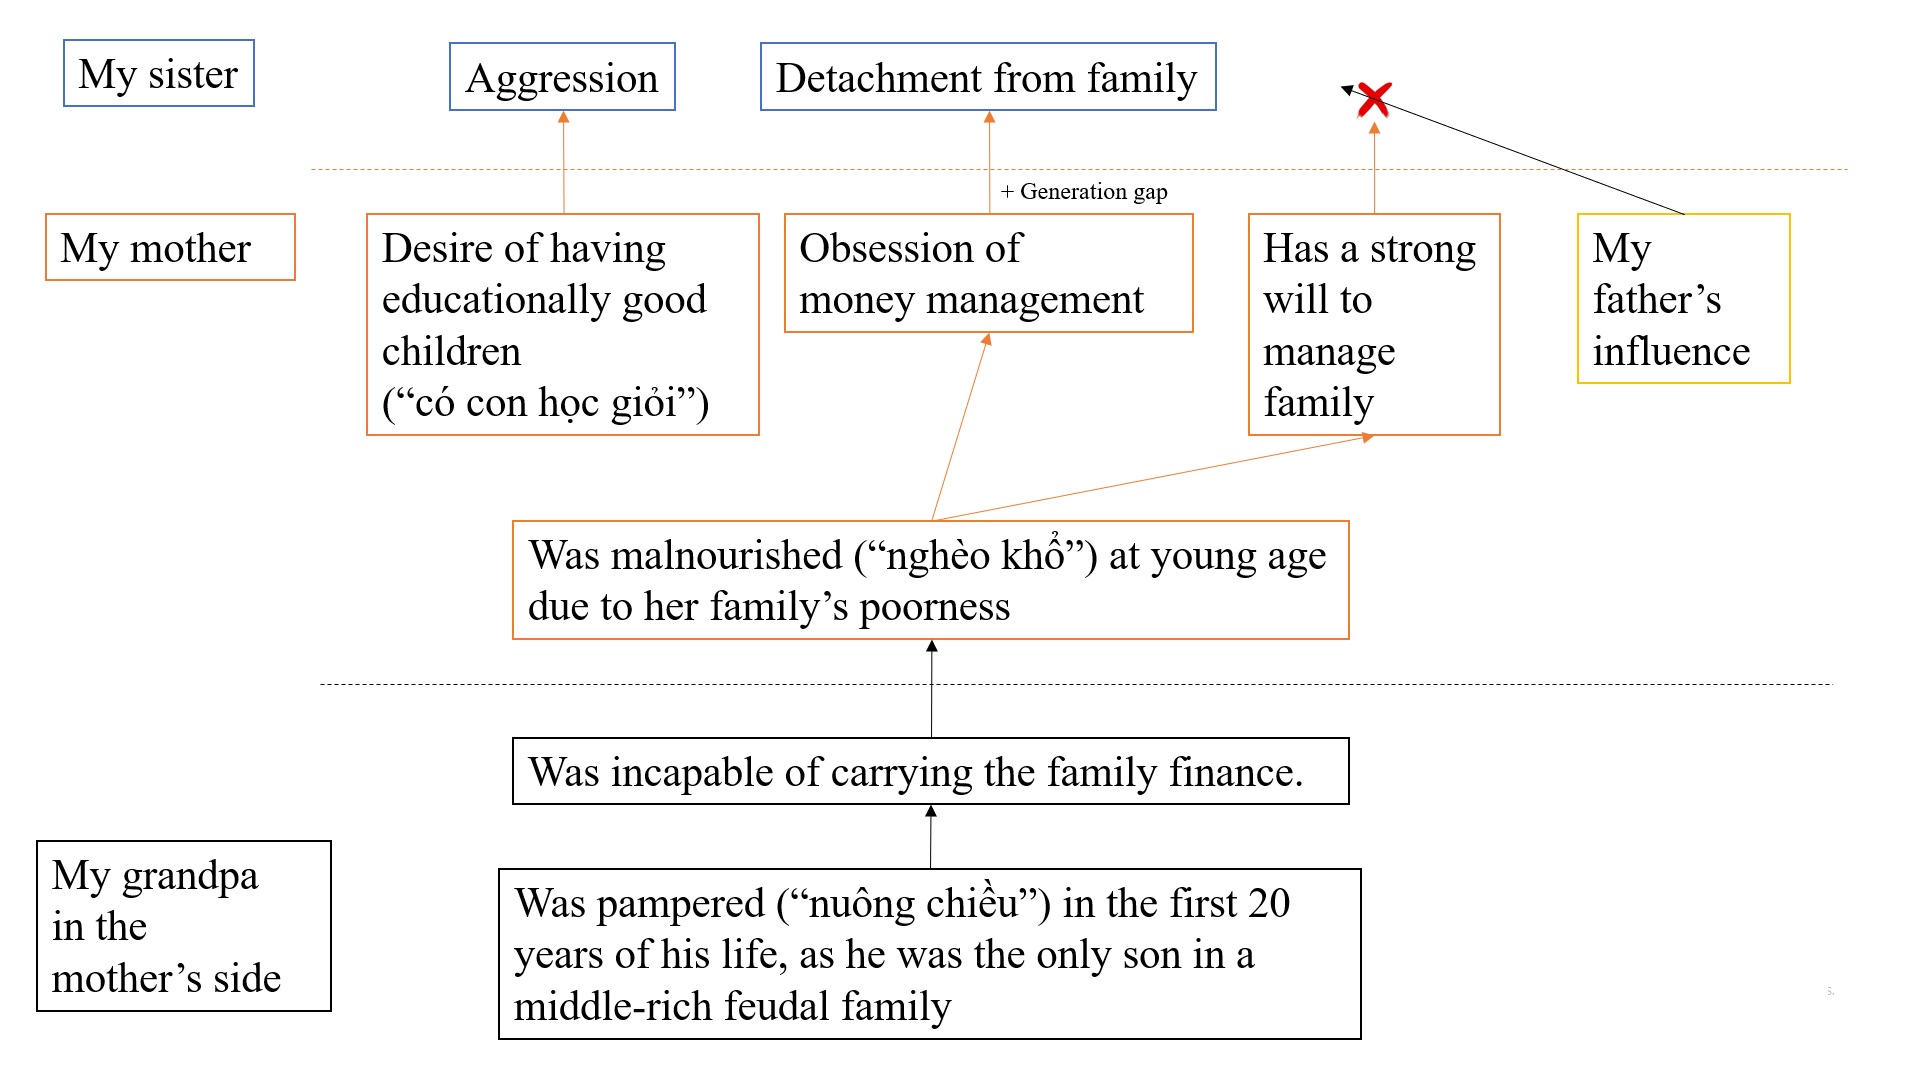 My sister
Aggression
Detachment from family
+ Generation gap
My mother
Desire of having
educationally good
children
(“có con học giỏi”)
Obsession of
money management
Has a strong
will to
manage
family
My
father’s
influence
Was malnourished (“nghèo khổ”) at young age
due to her family’s poorness
Was incapable of carrying the family finance.
My grandpa
in the
mother’s side
Was pampered (“nuông chiều”) in the first 20
years of his life, as he was the only son in a
middle-rich feudal family
s.